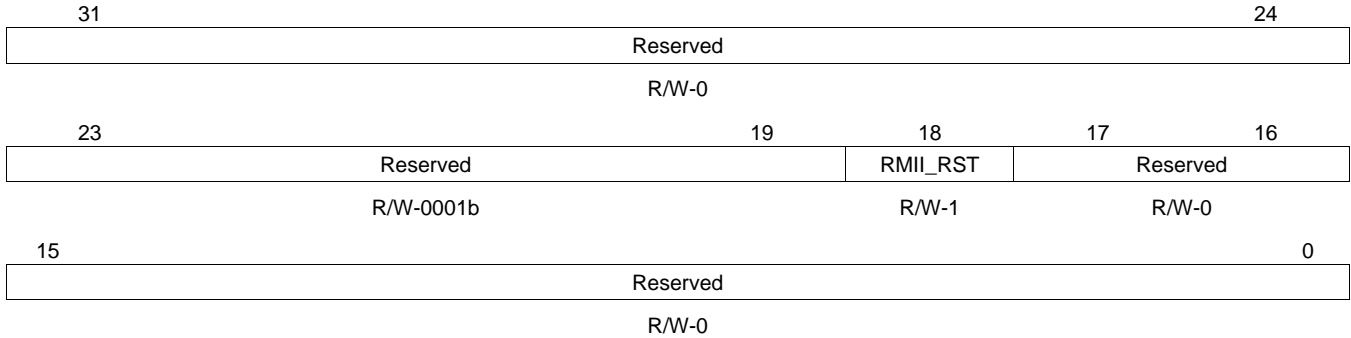 31 24
Reserved
R/W-0
23 19 18 17 16
Reserved RMII_RST Reserved
R/W-0001b R/W-1 R/W-0
15 0
Reserved
R/W-0